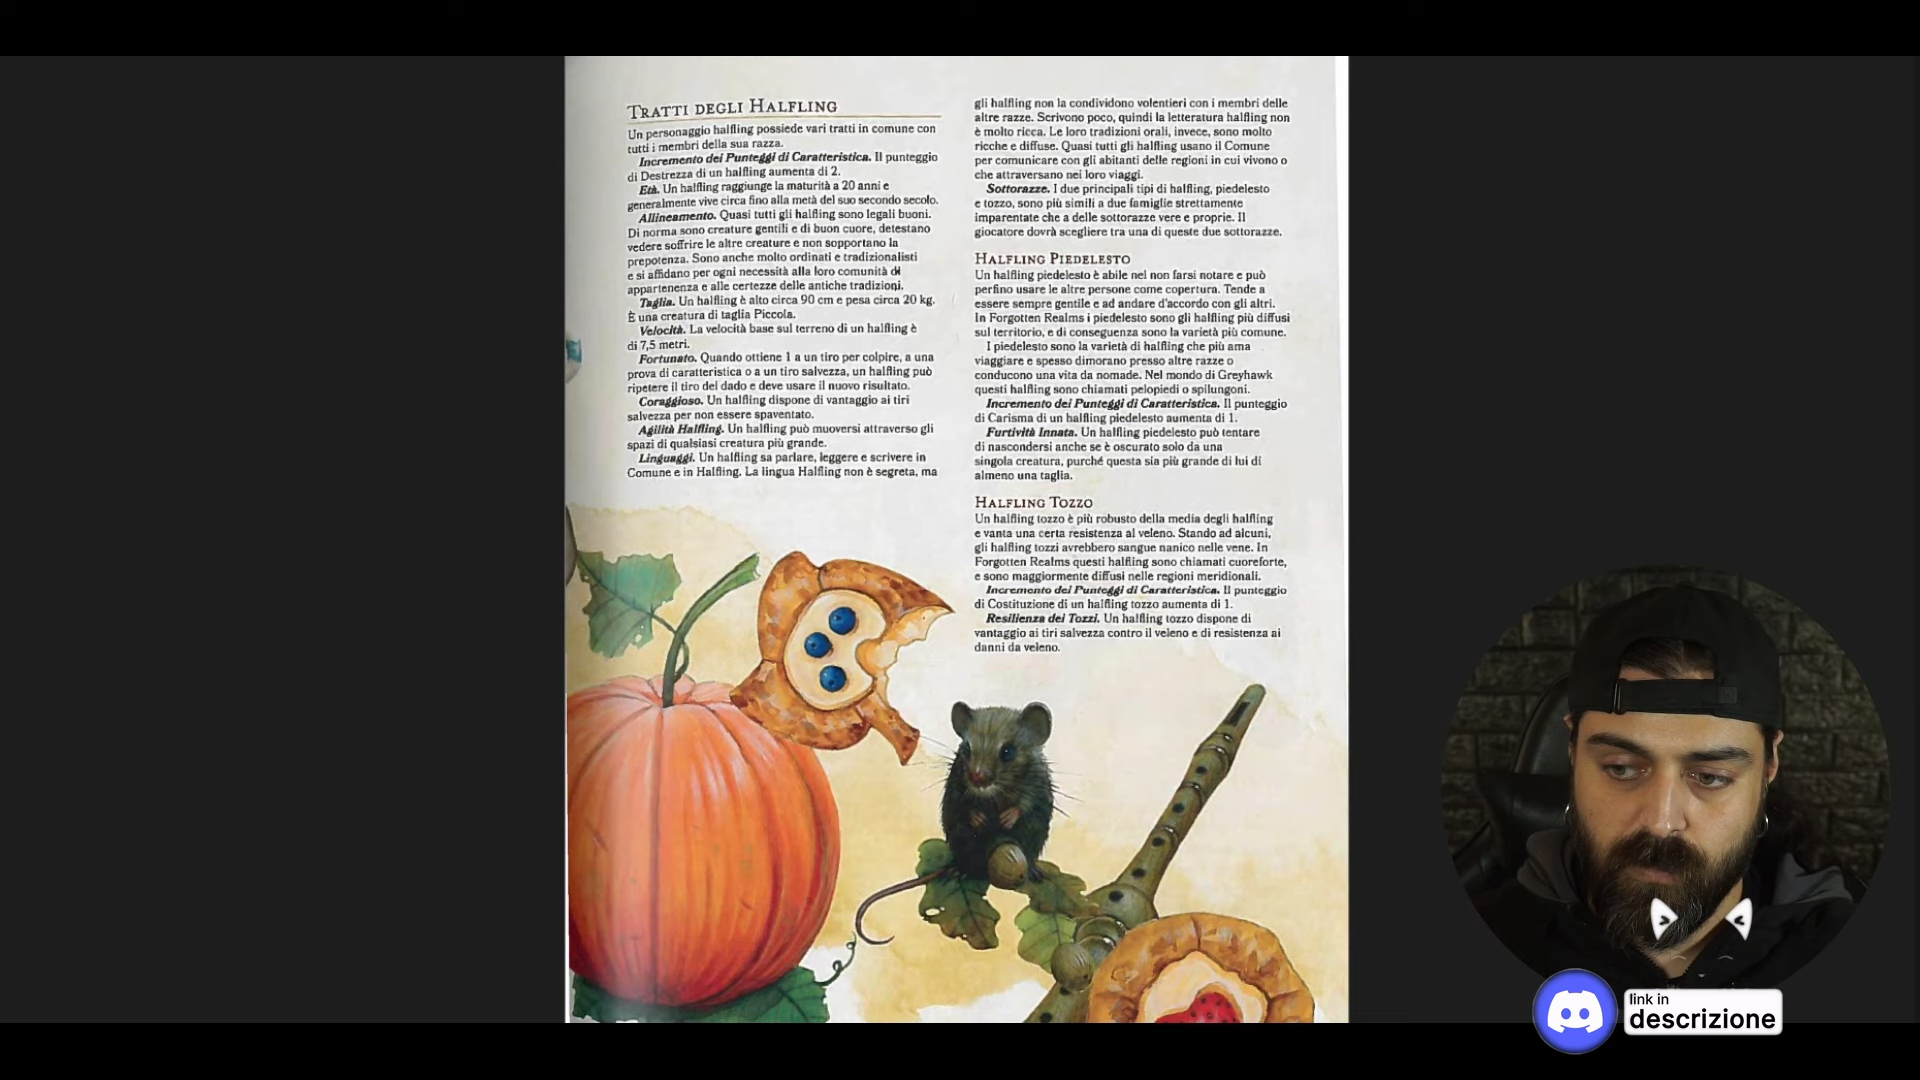 TRATTI DEGLI HALFLING
Un personaggio halfling possiede vari tratti in comune con
tutti i membri della sua razza.
Incremento dei Punteggi di Caratteristica. Il punteggio
di Destrezza di un halfling aumenta di 2.
Età. Un halfling raggiunge la maturità a 20 anni e
generalmente vive circa fino alla metà del suo secondo secolo.
Allineamento. Quasi tutti gli halfling sono legali buoni.
Di norma sono creature gentili e di buon cuore, detestano
vedere soffrire le altre creature e non sopportano la
prepotenza. Sono anche molto ordinati e tradizionalisti
e si affidano per ogni necessità alla loro comunità di
appartenenza e alle certezze delle antiche tradizioni.
Taglia. Un halfling è alto circa 90 cm e pesa circa 20 kg.
È una creatura di taglia Piccola.
Velocità. La velocità base sul terreno di un halfling è
di 7,5 metri.
Fortunato. Quando ottiene 1 a un tiro per colpire, a una
prova di caratteristica o a un tiro salvezza, un halfling può
ripetere il tiro del dado e deve usare il nuovo risultato.
Coraggioso. Un halfling dispone di vantaggio ai tiri
salvezza per non essere spaventato.
Agilità Halfling. Un halfling può muoversi attraverso gli
spazi di qualsiasi creatura più grande.
Linguaggi. Un halfling sa parlare, leggere e scrivere in
Comune e in Halfling. La lingua Halfling non è segreta, ma
gli halfling non la condividono volentieri con i membri delle
altre razze. Scrivono poco, quindi la letteratura halfling non
è molto ricca. Le loro tradizioni orali, invece, sono molto
ricche e diffuse. Quasi tutti gli halfling usano il Comune
per comunicare con gli abitanti delle regioni in cui vivono o
che attraversano nei loro viaggi.
Sottorazze. I due principali tipi di halfling, piedelesto
e tozzo, sono più simili a due famiglie strettamente
imparentate che a delle sottorazze vere e proprie. Il
giocatore dovrà scegliere tra una di queste due sottorazze.
HALFLING PIEDELESTO
Un halfling piedelesto è abile nel non farsi notare e può
perfino usare le altre persone come copertura. Tende a
essere sempre gentile e ad andare d'accordo con gli altri.
In Forgotten Realms i piedelesto sono gli halfling più diffusi
sul territorio, e di conseguenza sono la varietà più comune.
I piedelesto sono la varietà di halfling che più ama
viaggiare e spesso dimorano presso altre razze o
conducono una vita da nomade. Nel mondo di Greyhawk
questi halfling sono chiamati pelopiedi o spilungoni.
Incremento dei Punteggi di Caratteristica. Il punteggio
di Carisma di un halfling piedelesto aumenta di 1.
Furtività Innata. Un halfling piedelesto può tentare
di nascondersi anche se è oscurato solo da una
singola creatura, purché questa sia più grande di lui di
almeno una taglia.
HALFLING TOZZO
Un halfling tozzo è più robusto della media degli halfling
e vanta una certa resistenza al veleno. Stando ad alcuni,
gli halfling tozzi avrebbero sangue nanico nelle vene. In
Forgotten Realms questi halfling sono chiamati cuoreforte,
e sono maggiormente diffusi nelle regioni meridionali.
Incremento dei Punteggi di Caratteristica. Il punteggio
di Costituzione di un halfling tozzo aumenta di 1.
Resilienza dei Tozzi. Un halfling tozzo dispone di
vantaggio ai tiri salvezza contro il veleno e di resistenza ai
danni da veleno.
link in
descrizione